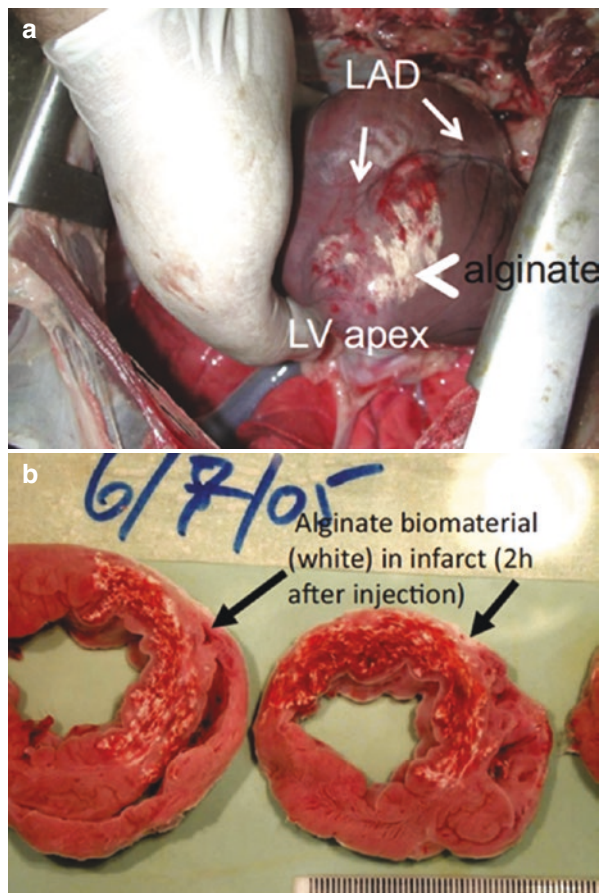 a
LAD
alginate
LV apex
b
6/7/05
Alginate biomaterial
(white) in infarct (2h
after injection)